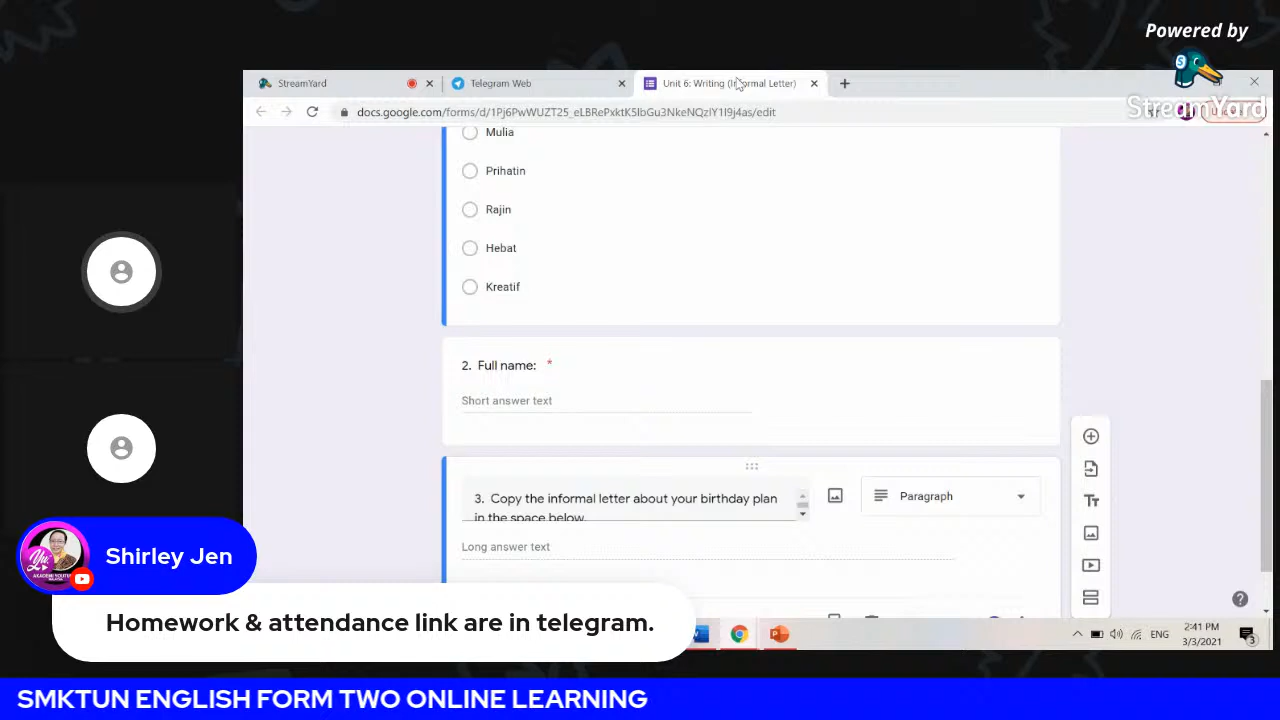 Powered by
StreamYard
StreamYard
Telegram Web
Unit 6: Writing (Informal Letter)
docs.google.com/forms/d/1Pj6PwWUZT25_eLBRePxktKSlbGu3NkeNQzlY1I9j4as/edit
Mulia
Prihatin
Rajin
Hebat
Kreatif
2. Full name: *
Short answer text
3. Copy the informal letter about your birthday plan
in the space below.
Paragraph
Long answer text
Shirley Jen
Homework & attendance link are in telegram.
ENG
2:41 PM
3/3/2021
3
SMKTUN ENGLISH FORM TWO ONLINE LEARNING